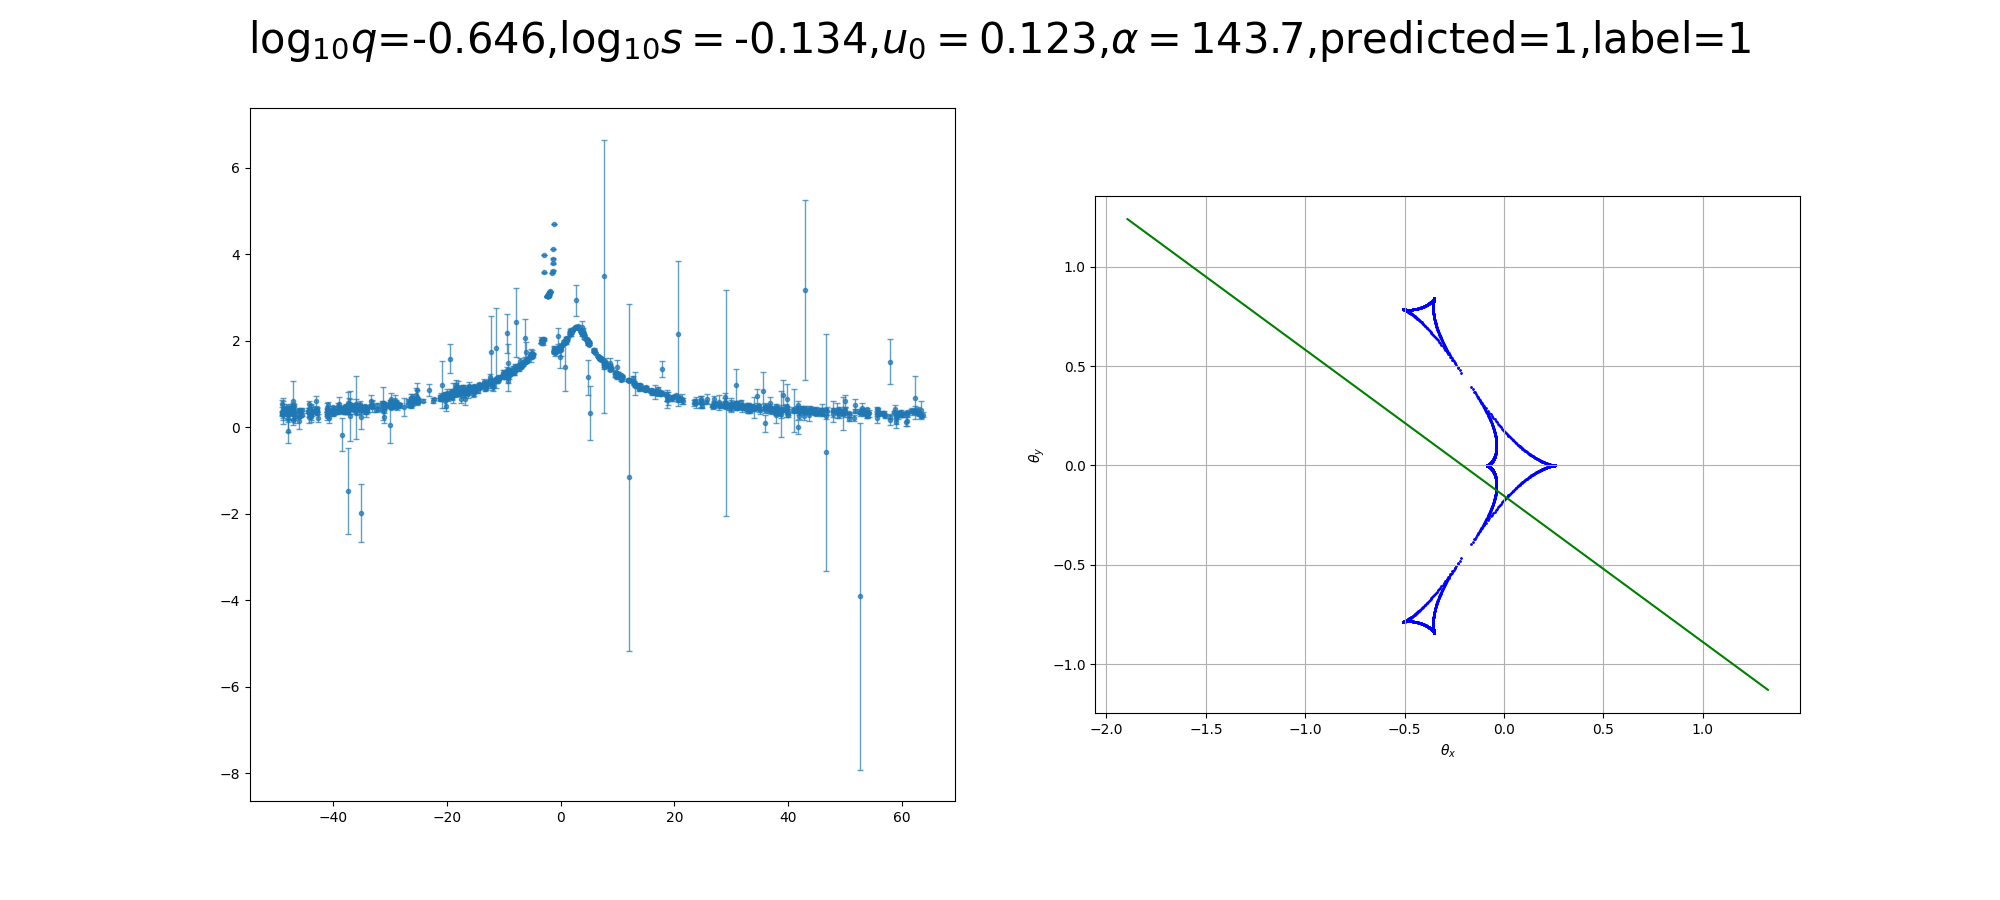 log₁₀q=-0.646,log₁₀s = -0.134,u₀ = 0.123,α = 143.7,predicted=1,label=1
6
4
2
0
−2
−4
−6
−8
−40 −20 0 20 40 60
θy
1.0
0.5
0.0
−0.5
−1.0
−2.0 −1.5 −1.0 −0.5 0.0 0.5 1.0
θx